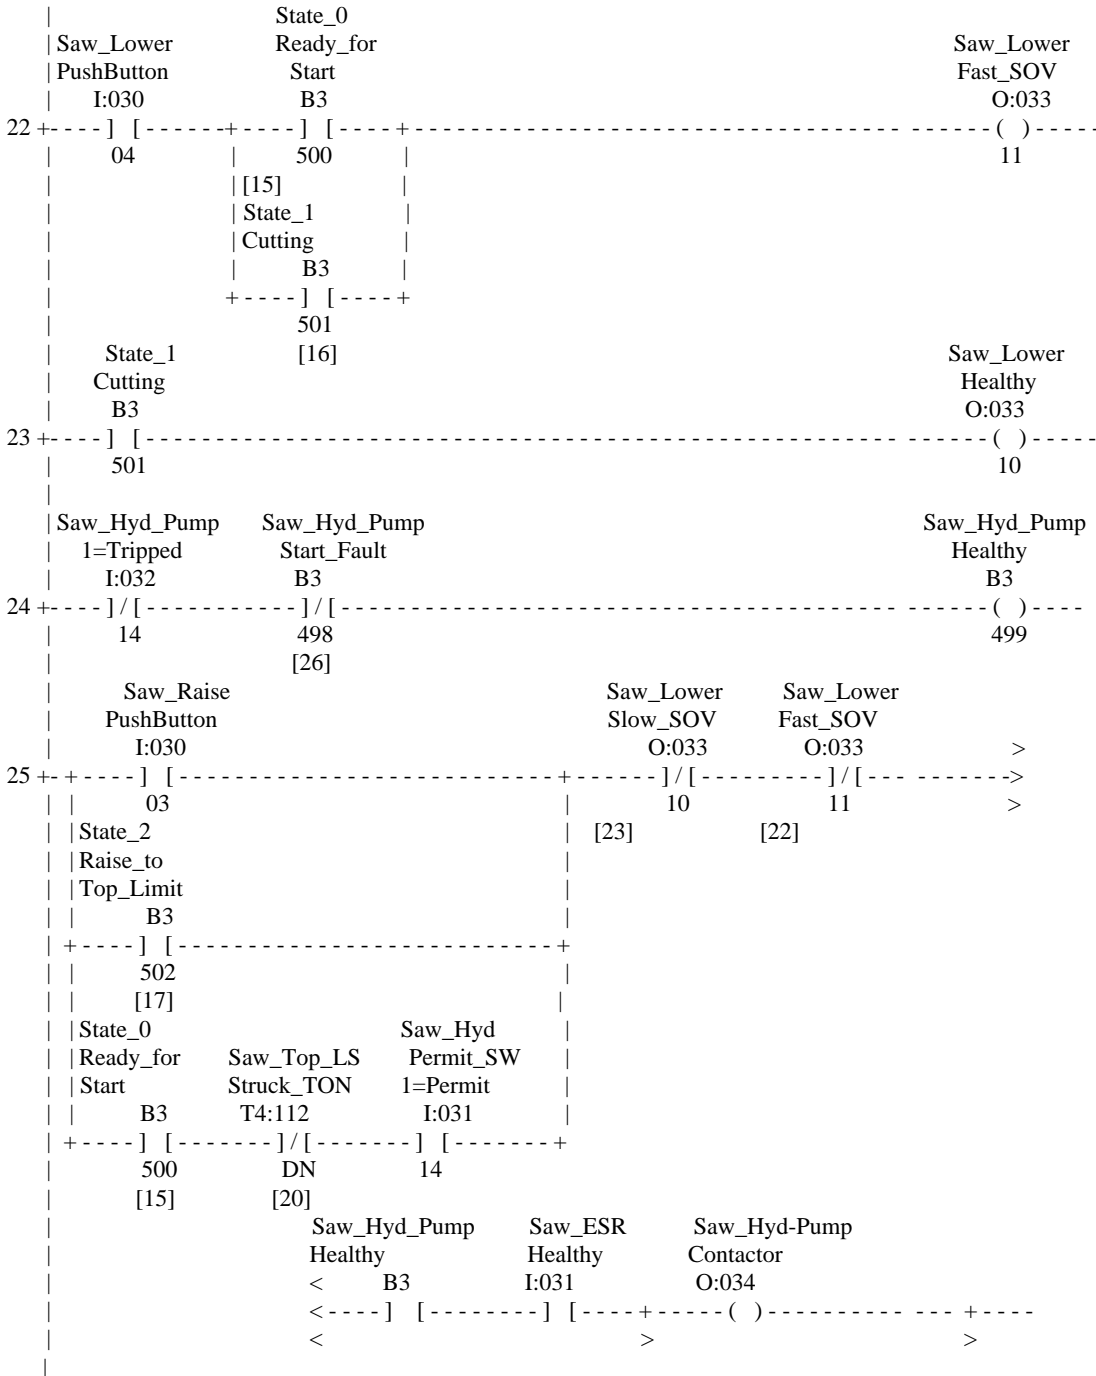 State_0
Saw_Lower Ready_for Saw_Lower
PushButton Start Fast_SOV
I:030 B3 O:033
22 +----] [------+----] [----+-----------------------------------------( )-----
04 500 11
[15]
State_1
Cutting
B3
+----] [----+
501
State_1 [16] Saw_Lower
Cutting Healthy
B3 O:033
23 +----] [------------------------------------------------------------( )-----
501 10
Saw_Hyd_Pump Saw_Hyd_Pump Saw_Hyd_Pump
1=Tripped Start_Fault Healthy
I:032 B3 B3
24 +----]/[-----------]/[----------------------------------------------( )----
14 498 499
[26]
Saw_Raise Saw_Lower Saw_Lower
PushButton Slow_SOV Fast_SOV
I:030 O:033 O:033 >
25 +-+----] [----------------------------+------]/[---------]/[----------->
03 10 11 >
State_2 [23] [22]
Raise_to
Top_Limit
B3
+----] [---------------------------+
502
[17]
State_0 Saw_Hyd
Ready_for Saw_Top_LS Permit_SW
Start Struck_TON 1=Permit
B3 T4:112 I:031
+----] [-------]/[-------] [-------+
500 DN 14
[15] [20]
Saw_Hyd_Pump Saw_ESR Saw_Hyd-Pump
Healthy Healthy Contactor
< B3 I:031 O:034
<----] [--------] [----+-----( )-------------+----
< > >